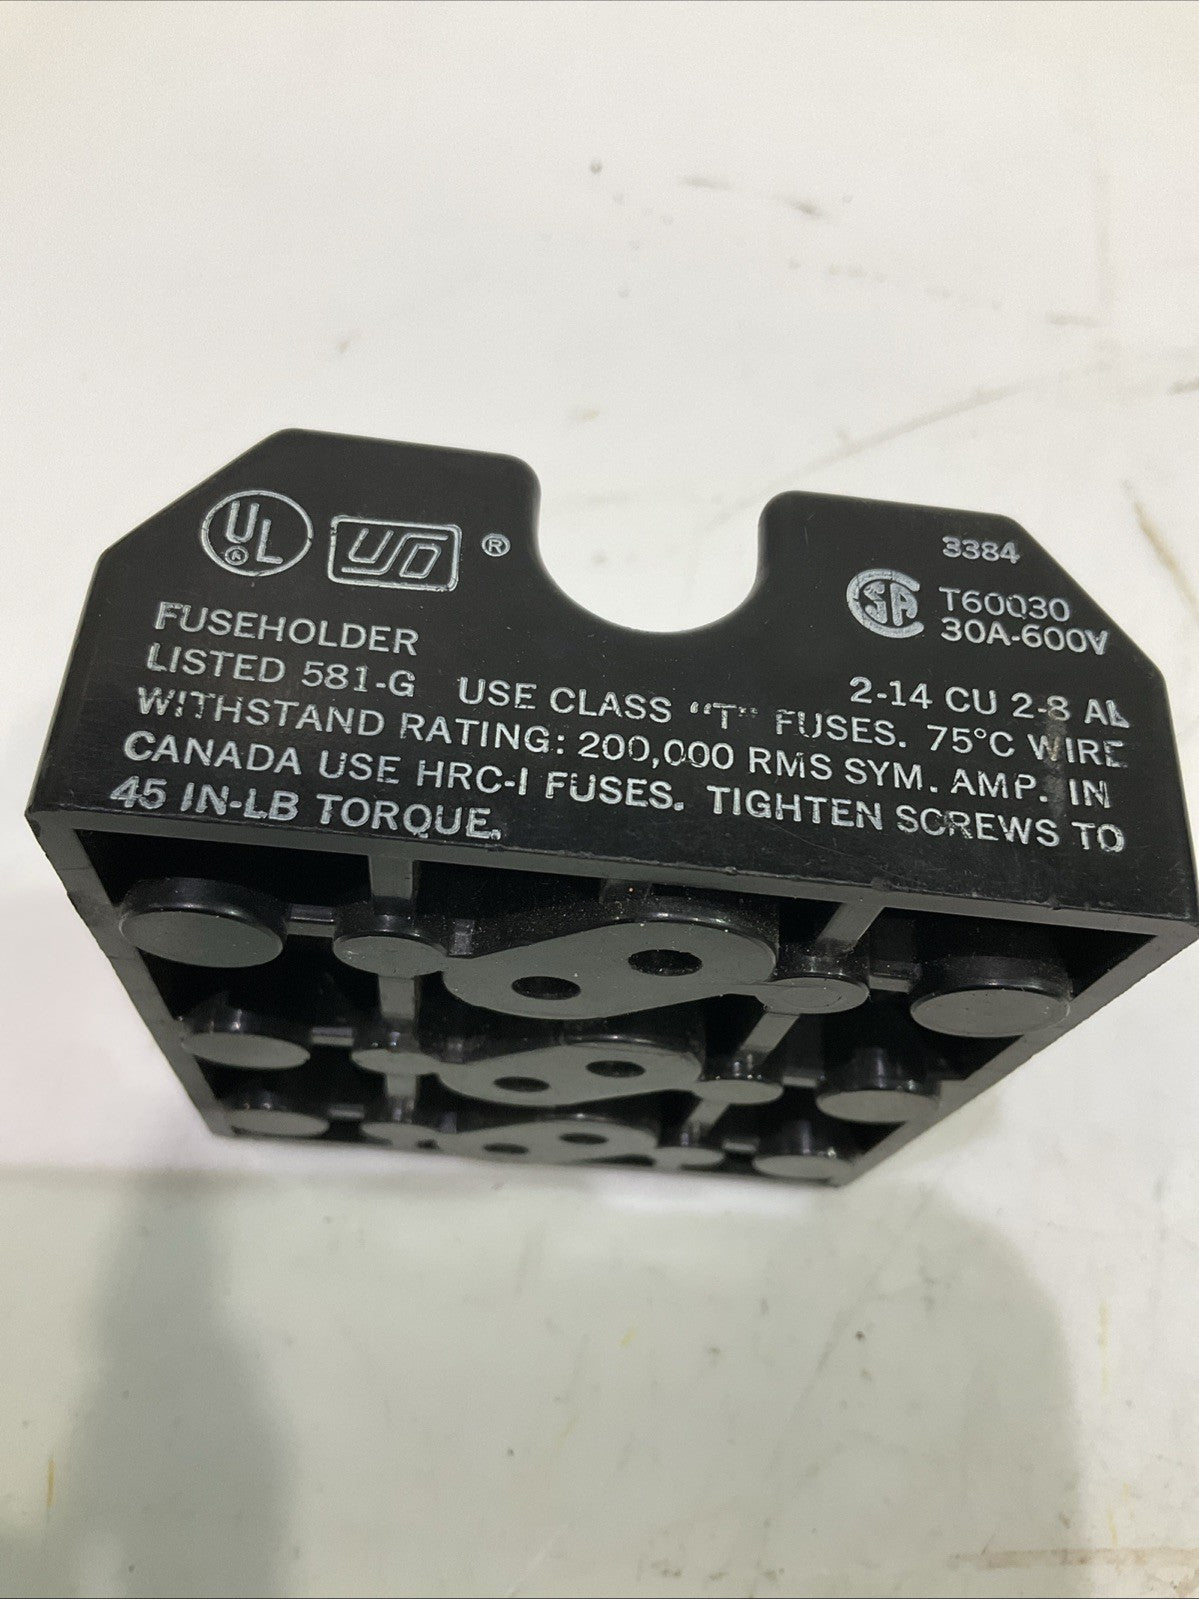 UL
USD ®
3384
SA
T60030
30A-600V
FUSEHOLDER
LISTED 581-G
2-14 CU 2-8 AL
USE CLASS "T" FUSES. 75°C WIRE
WITHSTAND RATING: 200,000 RMS SYM. AMP. IN
CANADA USE HRC-I FUSES. TIGHTEN SCREWS TO
45 IN-LB TORQUE.